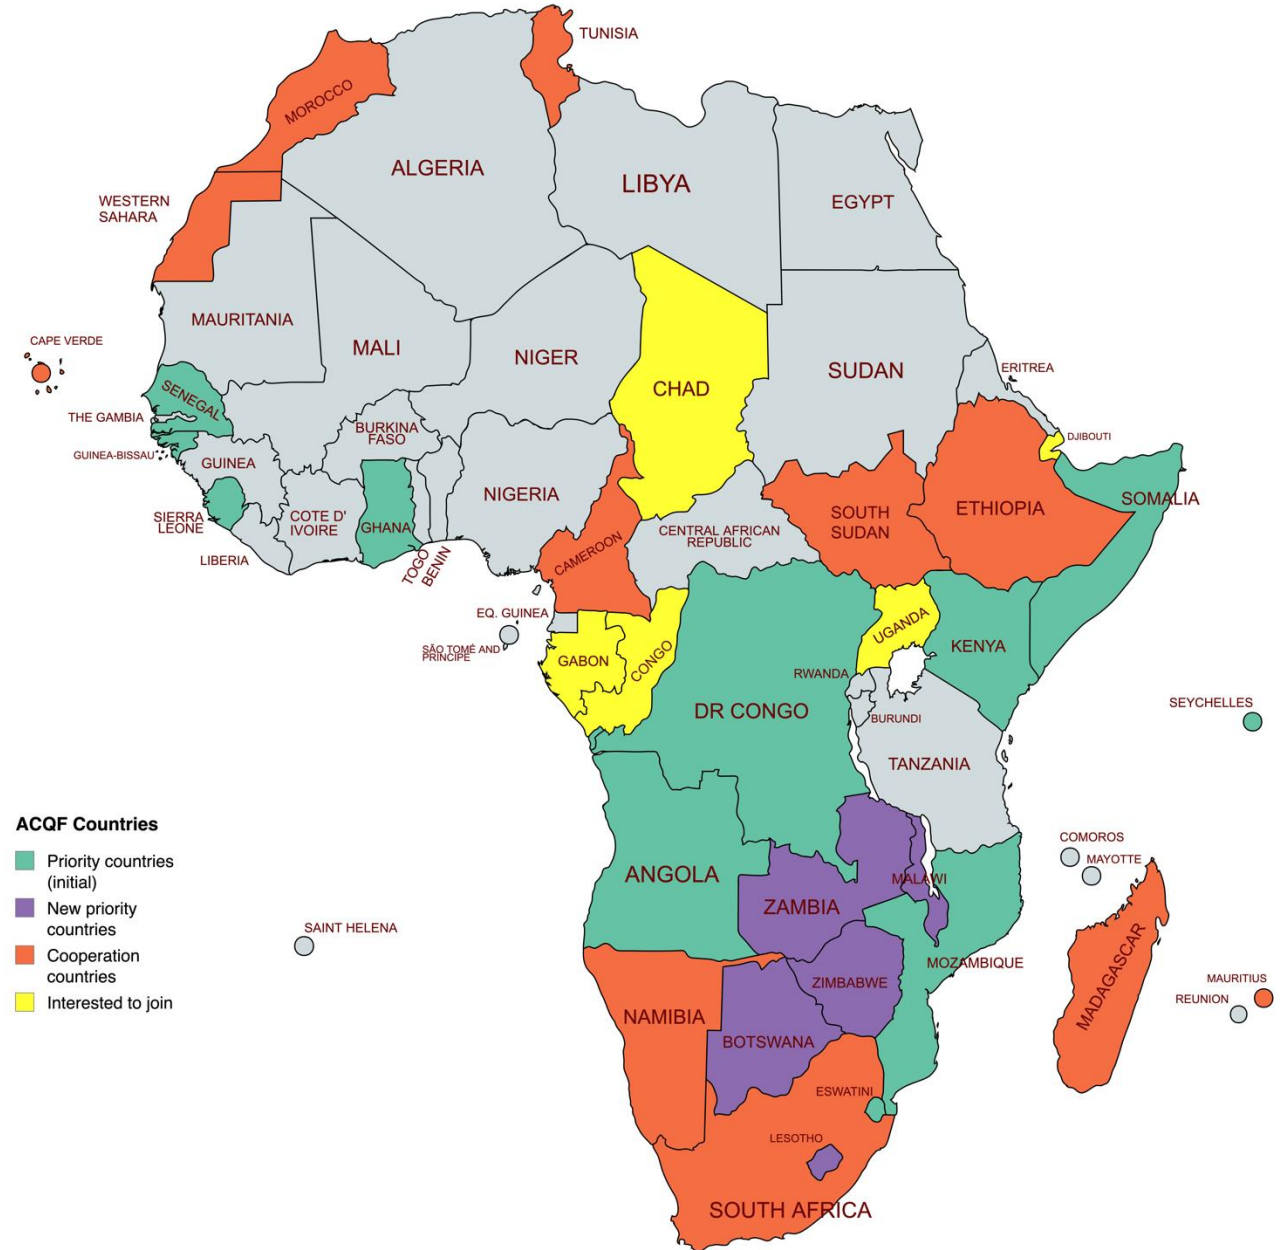 TUNISIA
MOROCCO
ALGERIA
LIBYA
EGYPT
WESTERN
SAHARA
MAURITANIA
MALI
NIGER
CHAD
SUDAN
ERITREA
CAPE VERDE
SENEGAL
THE GAMBIA
BURKINA
FASO
DJIBOUTI
GUINEA-BISSAU
GUINEA
NIGERIA
SOMALIA
SIERRA
LEONE
COTE D'
IVOIRE
GHANA
SOUTH
SUDAN
ETHIOPIA
CENTRAL AFRICAN
REPUBLIC
LIBERIA
TOGO
BENIN
CAMEROON
EQ. GUINEA
UGANDA
KENYA
SÃO TOMÉ AND
PRINCIPE
GABON
CONGO
RWANDA
DR CONGO
BURUNDI
SEYCHELLES
TANZANIA
ACQF Countries
Priority countries
(initial)
New priority
countries
Cooperation
countries
Interested to join
COMOROS
MAYOTTE
ANGOLA
MALAWI
ZAMBIA
SAINT HELENA
MOZAMBIQUE
MADAGASCAR
ZIMBABWE
MAURITIUS
REUNION
NAMIBIA
BOTSWANA
ESWATINI
LESOTHO
SOUTH AFRICA